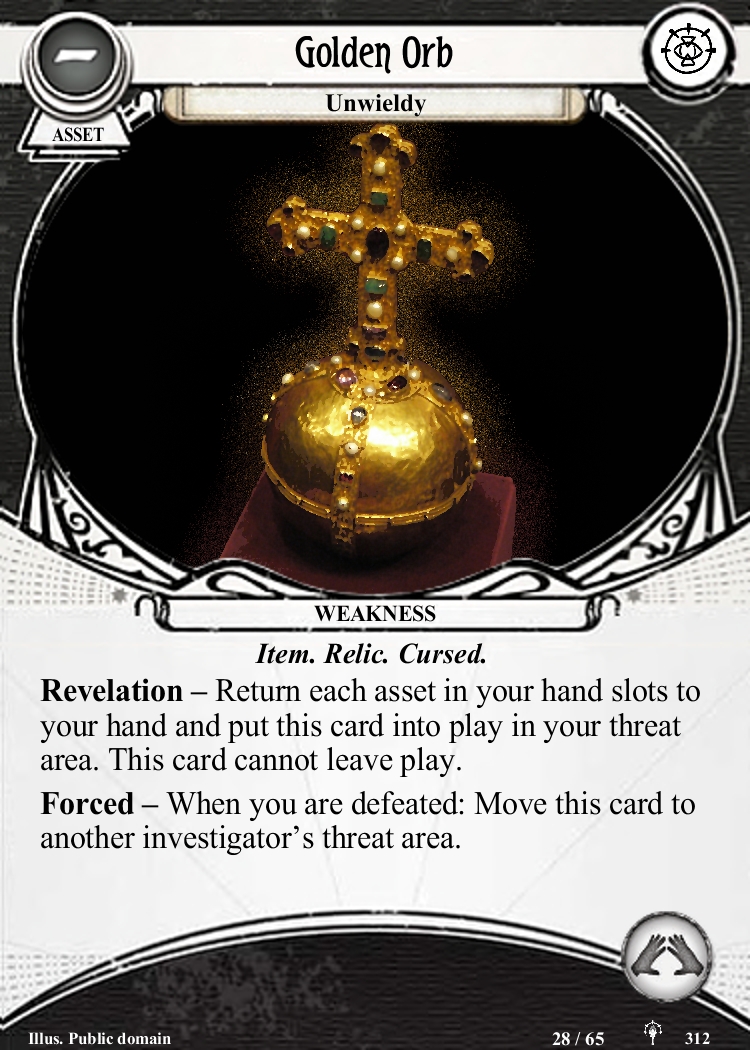 Golden Orb
Unwieldy
ASSET
WEAKNESS
Item. Relic. Cursed.
Revelation – Return each asset in your hand slots to
your hand and put this card into play in your threat
area. This card cannot leave play.
Forced – When you are defeated: Move this card to
another investigator’s threat area.
Illus. Public domain
28 / 65
312